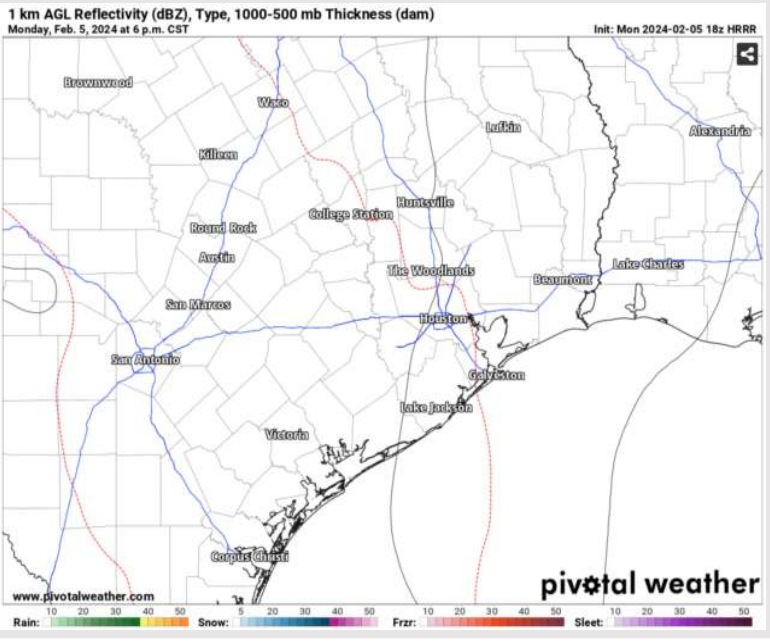 1 km AGL Reflectivity (dBZ), Type, 1000-500 mb Thickness (dam)
Monday, Feb. 5, 2024 at 6 p.m. CST Init: Mon 2024-02-05 18z HRRR
Brownwood
Waco
Lufkin
Alexandria
Killeen
Huntsville
College Station
Round Rock
Austin
The Woodlands
Lake Charles
Beaumont
San Marcos
Houston
San Antonio
Galveston
Lake Jackson
Victoria
Corpus Christi
pivotal weather
www.pivotalweather.com
10 20 30 40 50 5 10 20 30 40 50 10 20 30 40 50 10 20 30 40 50
Rain: Snow: Frzr: Sleet: